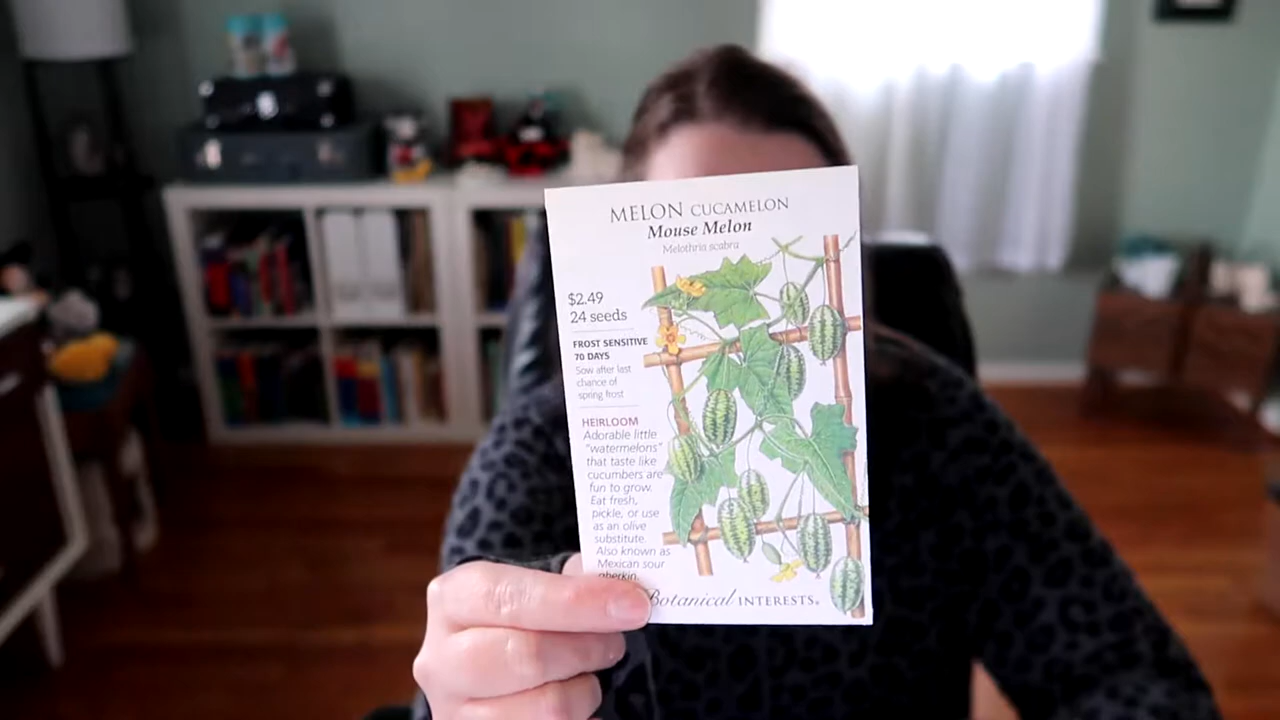 MELON CUCAMELON
Mouse Melon
Melothria scabra
$2.49
24 seeds
FROST SENSITIVE
70 DAYS
Sow after last
chance of
spring frost
HEIRLOOM
Adorable little
"watermelons"
that taste like
cucumbers are
fun to grow.
Eat fresh,
pickle, or use
as an olive
substitute.
Also known as
Mexican sour
gherkin.
Botanical INTERESTS®